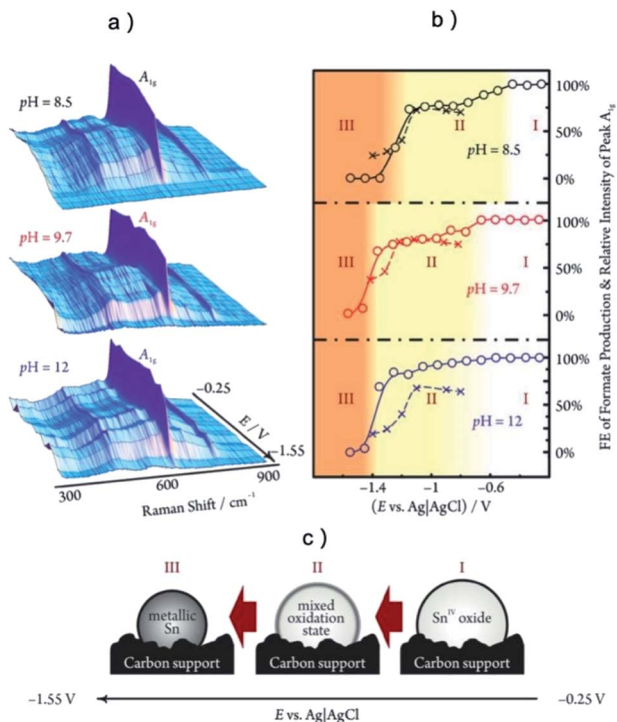 a )
b )
A1g
pH = 8.5
A1g
pH = 9.7
A1g
pH = 12
−0.25
E / V
−1.55
300
600
900
Raman Shift / cm−1
III
II
I
pH = 8.5
100%
50%
0%
III
II
I
pH = 9.7
100%
50%
0%
III
II
I
pH = 12
100%
50%
0%
−1.4
−1
−0.6
(E vs. Ag|AgCl) / V
FE of Formate Production & Relative Intensity of Peak A1g
c )
III
II
I
metallic
Sn
mixed
oxidation
state
SnIV oxide
Carbon support
Carbon support
Carbon support
−1.55 V
−0.25 V
E vs. Ag|AgCl